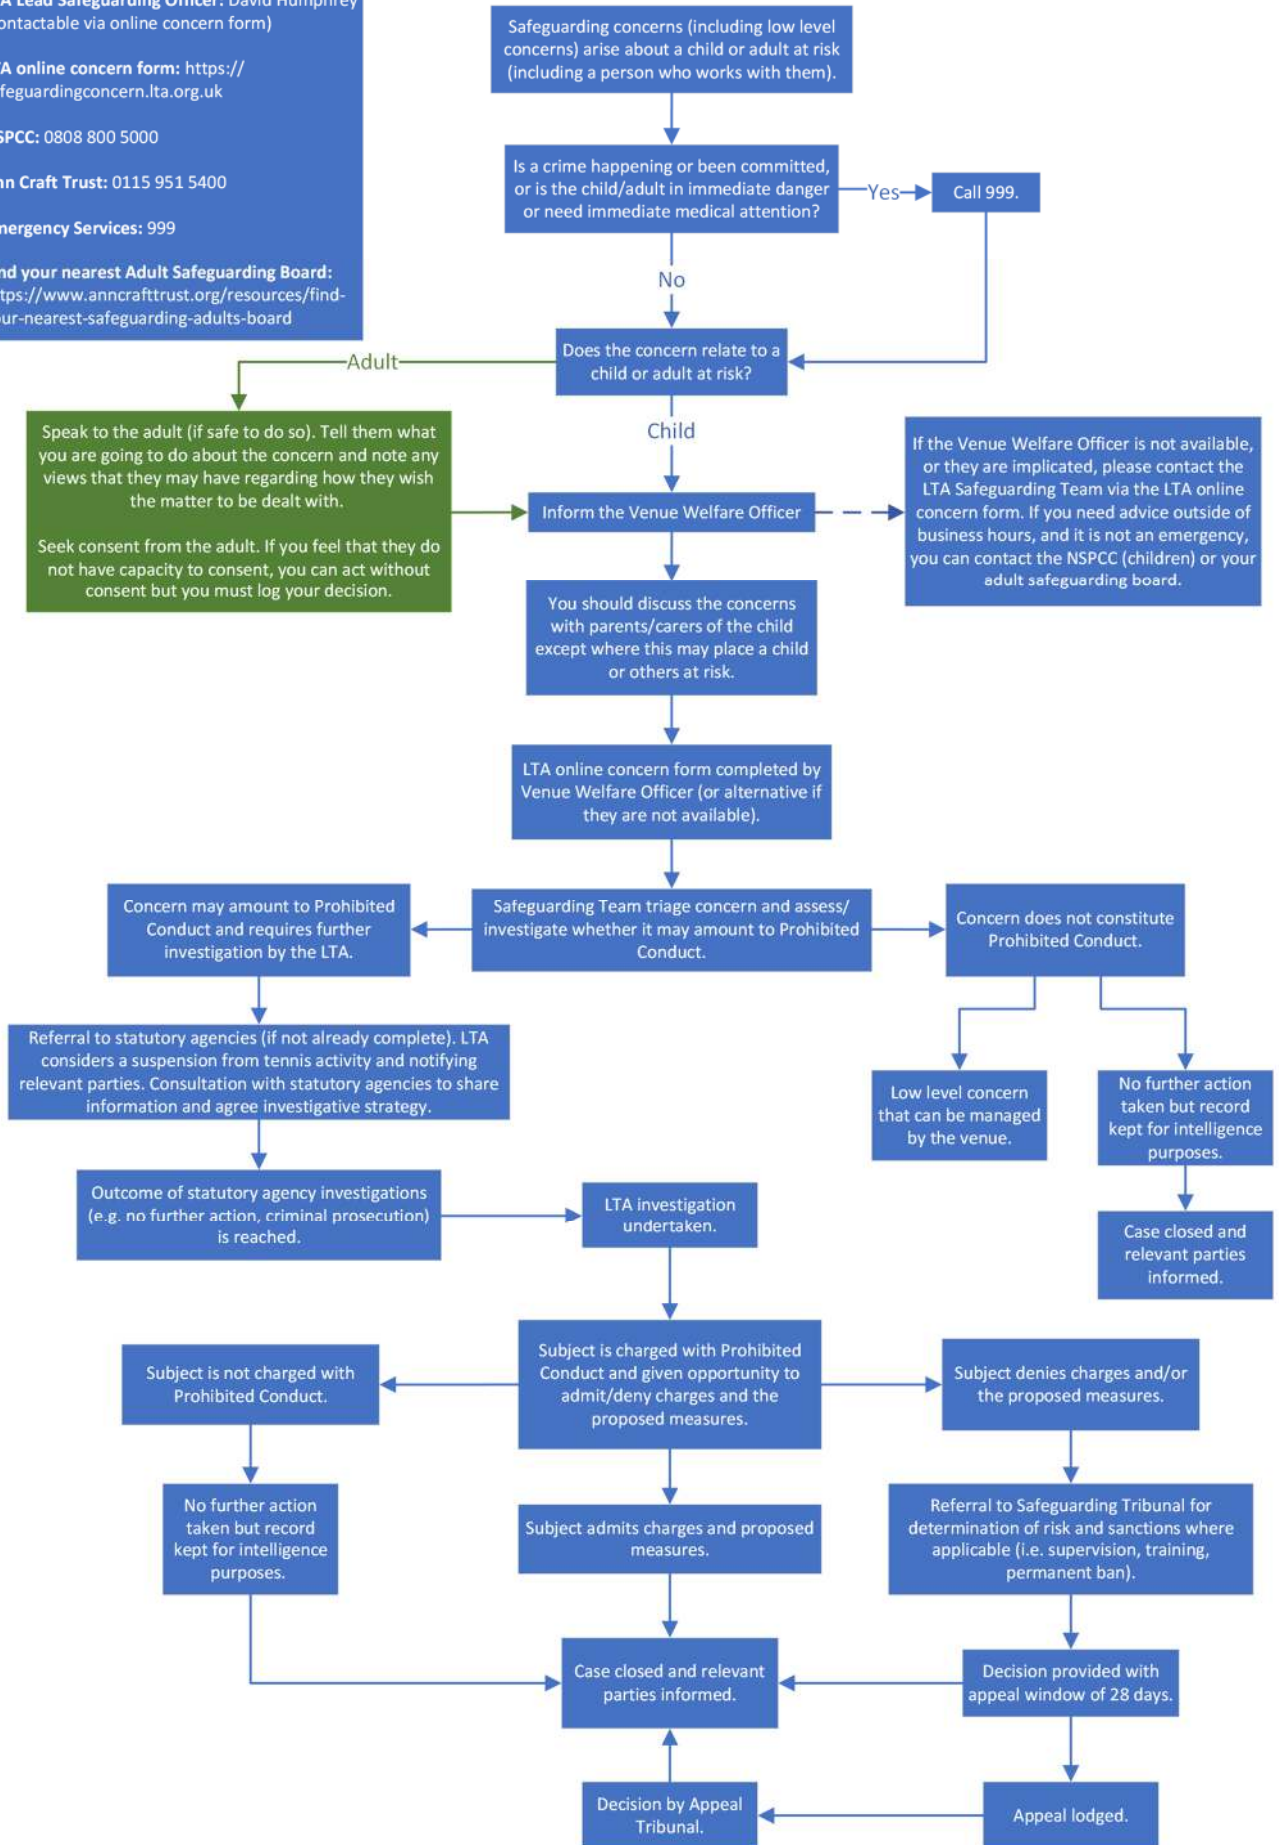 A Lead Safeguarding Officer: David Humphrey
ontactable via online concern form)
TA online concern form: https://
feguardingconcern.lta.org.uk
SPCC: 0808 800 5000
nn Craft Trust: 0115 951 5400
mergency Services: 999
nd your nearest Adult Safeguarding Board:
tps://www.anncrafttrust.org/resources/find-
our-nearest-safeguarding-adults-board
Safeguarding concerns (including low level
concerns) arise about a child or adult at risk
(including a person who works with them).
Is a crime happening or been committed,
or is the child/adult in immediate danger
or need immediate medical attention?
Yes
Call 999.
No
Does the concern relate to a
child or adult at risk?
Adult
Child
Speak to the adult (if safe to do so). Tell them what
you are going to do about the concern and note any
views that they may have regarding how they wish
the matter to be dealt with.
Seek consent from the adult. If you feel that they do
not have capacity to consent, you can act without
consent but you must log your decision.
Inform the Venue Welfare Officer
If the Venue Welfare Officer is not available,
or they are implicated, please contact the
LTA Safeguarding Team via the LTA online
concern form. If you need advice outside of
business hours, and it is not an emergency,
you can contact the NSPCC (children) or your
adult safeguarding board.
You should discuss the concerns
with parents/carers of the child
except where this may place a child
or others at risk.
LTA online concern form completed by
Venue Welfare Officer (or alternative if
they are not available).
Concern may amount to Prohibited
Conduct and requires further
investigation by the LTA.
Safeguarding Team triage concern and assess/
investigate whether it may amount to Prohibited
Conduct.
Concern does not constitute
Prohibited Conduct.
Referral to statutory agencies (if not already complete). LTA
considers a suspension from tennis activity and notifying
relevant parties. Consultation with statutory agencies to share
information and agree investigative strategy.
Low level concern
that can be managed
by the venue.
No further action
taken but record
kept for intelligence
purposes.
Outcome of statutory agency investigations
(e.g. no further action, criminal prosecution)
is reached.
LTA investigation
undertaken.
Case closed and
relevant parties
informed.
Subject is not charged with
Prohibited Conduct.
Subject is charged with Prohibited
Conduct and given opportunity to
admit/deny charges and the
proposed measures.
Subject denies charges and/or
the proposed measures.
No further action
taken but record
kept for intelligence
purposes.
Subject admits charges and proposed
measures.
Referral to Safeguarding Tribunal for
determination of risk and sanctions where
applicable (i.e. supervision, training,
permanent ban).
Case closed and relevant
parties informed.
Decision provided with
appeal window of 28 days.
Decision by Appeal
Tribunal.
Appeal lodged.